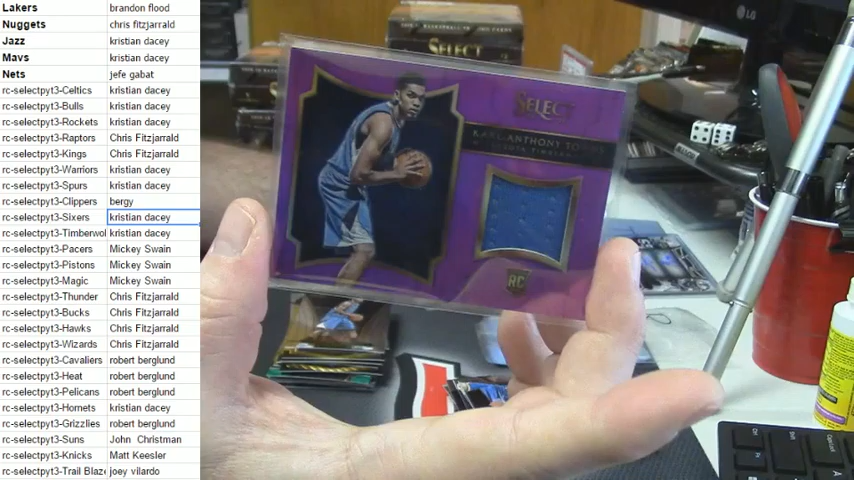 Lakers brandon flood
Nuggets chris fitzjarrald
Jazz kristian dacey
Mavs kristian dacey
Nets jefe gabat
rc-selectpyt3-Celtics kristian dacey
rc-selectpyt3-Bulls kristian dacey
rc-selectpyt3-Rockets kristian dacey
rc-selectpyt3-Raptors Chris Fitzjarrald
rc-selectpyt3-Kings Chris Fitzjarrald
rc-selectpyt3-Warriors kristian dacey
rc-selectpyt3-Spurs kristian dacey
rc-selectpyt3-Clippers bergy
rc-selectpyt3-Sixers kristian dacey
rc-selectpyt3-Timberwol kristian dacey
rc-selectpyt3-Pacers Mickey Swain
rc-selectpyt3-Pistons Mickey Swain
rc-selectpyt3-Magic Mickey Swain
rc-selectpyt3-Thunder Chris Fitzjarrald
rc-selectpyt3-Bucks Chris Fitzjarrald
rc-selectpyt3-Hawks Chris Fitzjarrald
rc-selectpyt3-Wizards Chris Fitzjarrald
rc-selectpyt3-Cavaliers robert berglund
rc-selectpyt3-Heat robert berglund
rc-selectpyt3-Pelicans robert berglund
rc-selectpyt3-Hornets kristian dacey
rc-selectpyt3-Grizzlies robert berglund
rc-selectpyt3-Suns John Christman
rc-selectpyt3-Knicks Matt Keesler
rc-selectpyt3-Trail Blaze joey vilardo
SELECT
SELECT
KARL-ANTHONY TOWNS
RC
LG